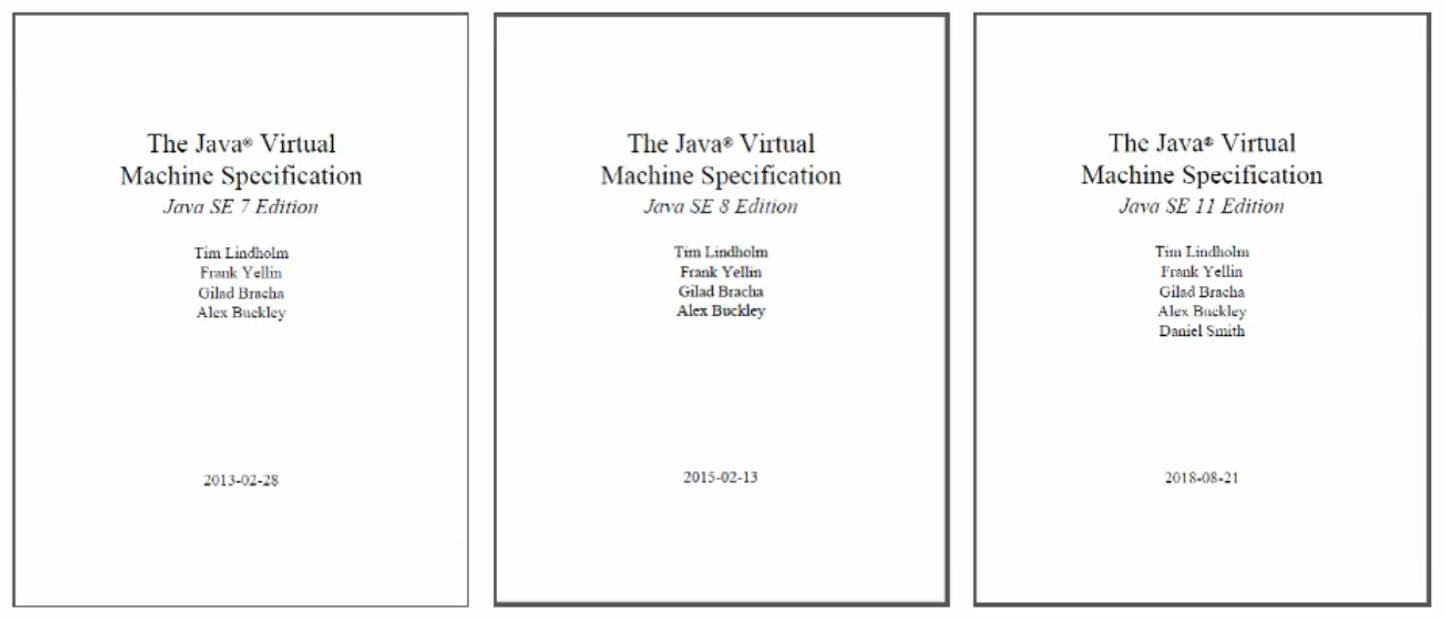 The Java® Virtual
Machine Specification
Java SE 7 Edition
Tim Lindholm
Frank Yellin
Gilad Bracha
Alex Buckley
2013-02-28
The Java® Virtual
Machine Specification
Java SE 8 Edition
Tim Lindholm
Frank Yellin
Gilad Bracha
Alex Buckley
2015-02-13
The Java® Virtual
Machine Specification
Java SE 11 Edition
Tim Lindholm
Frank Yellin
Gilad Bracha
Alex Buckley
Daniel Smith
2018-08-21